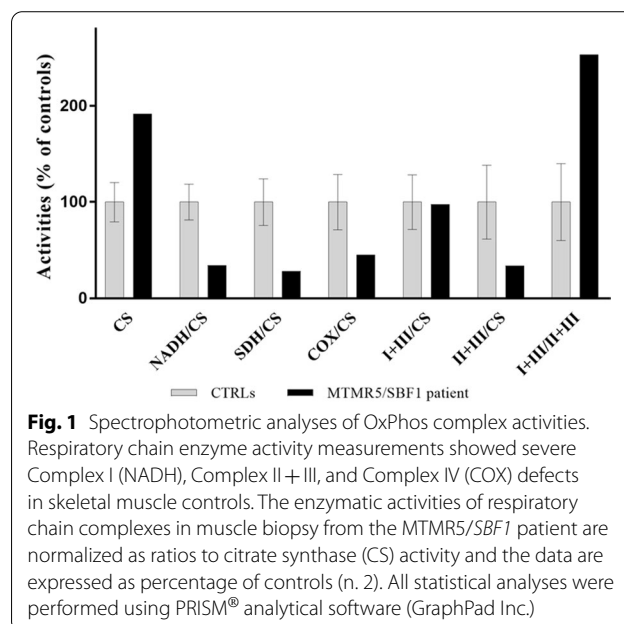 Activities (% of controls)
200
100
0
CS
NADH/CS
SDH/CS
COX/CS
I+III/CS
II+III/CS
I+III/II+III
CTRLs
MTMR5/SBF1 patient
Fig. 1 Spectrophotometric analyses of OxPhos complex activities.
Respiratory chain enzyme activity measurements showed severe
Complex I (NADH), Complex II + III, and Complex IV (COX) defects
in skeletal muscle controls. The enzymatic activities of respiratory
chain complexes in muscle biopsy from the MTMR5/SBF1 patient are
normalized as ratios to citrate synthase (CS) activity and the data are
expressed as percentage of controls (n. 2). All statistical analyses were
performed using PRISM® analytical software (GraphPad Inc.)